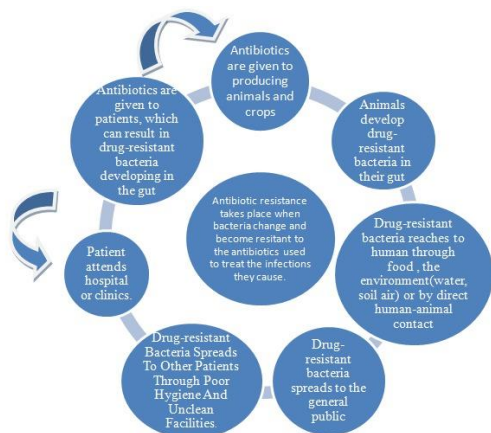 Antibiotics
are given to
producing
animals and
crops
Animals
develop
drug-
resistant
bacteria in
their gut
Drug-resistant
bacteria reaches to
human through
food , the
environment(water,
soil air) or by direct
human-animal
contact
Drug-
resistant
bacteria
spreads to the
general
public
Drug-resistant
Bacteria Spreads
To Other Patients
Through Poor
Hygiene And
Unclean
Facilities.
Patient
attends
hospital
or clinics.
Antibiotics are
given to
patients, which
can result in
drug-resistant
bacteria
developing in
the gut
Antibiotic resistance
takes place when
bacteria change and
become resitant to
the antibiotics used
to treat the infections
they cause.